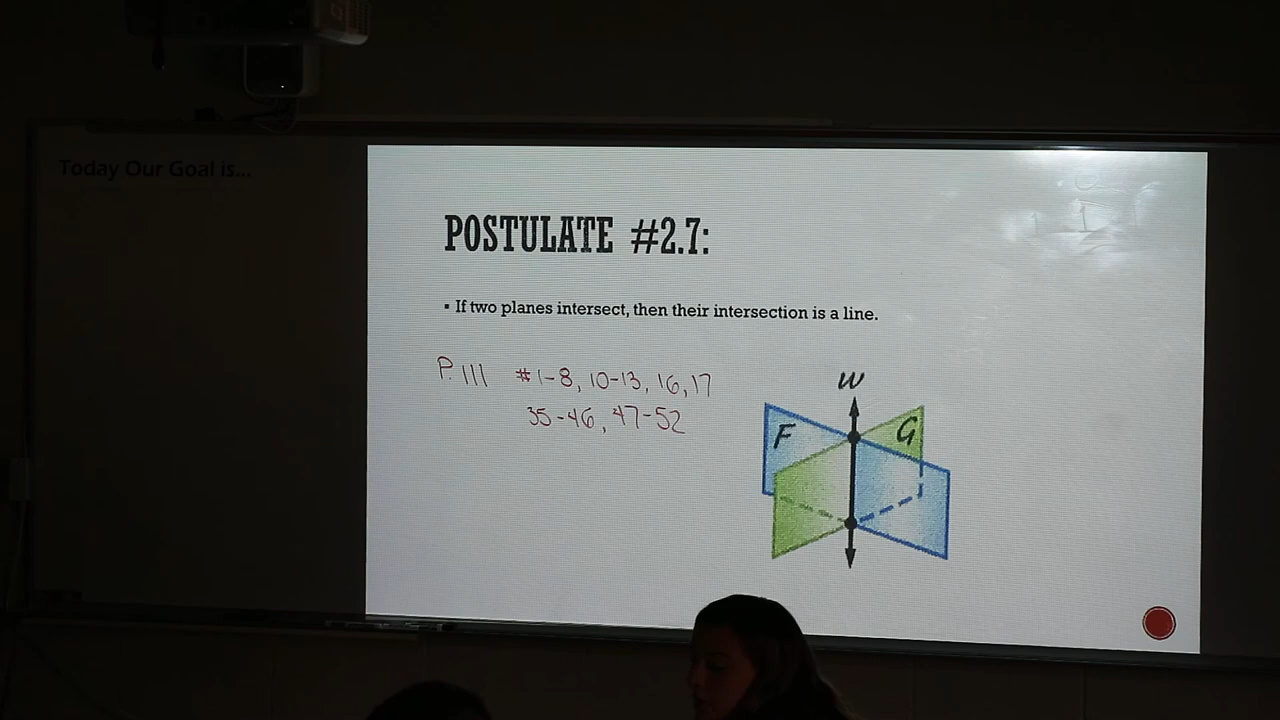 Today Our Goal is...
POSTULATE #2.7:
▪ If two planes intersect, then their intersection is a line.
P. 111 #1-8, 10-13, 16, 17
35-46, 47-52
W
F
G